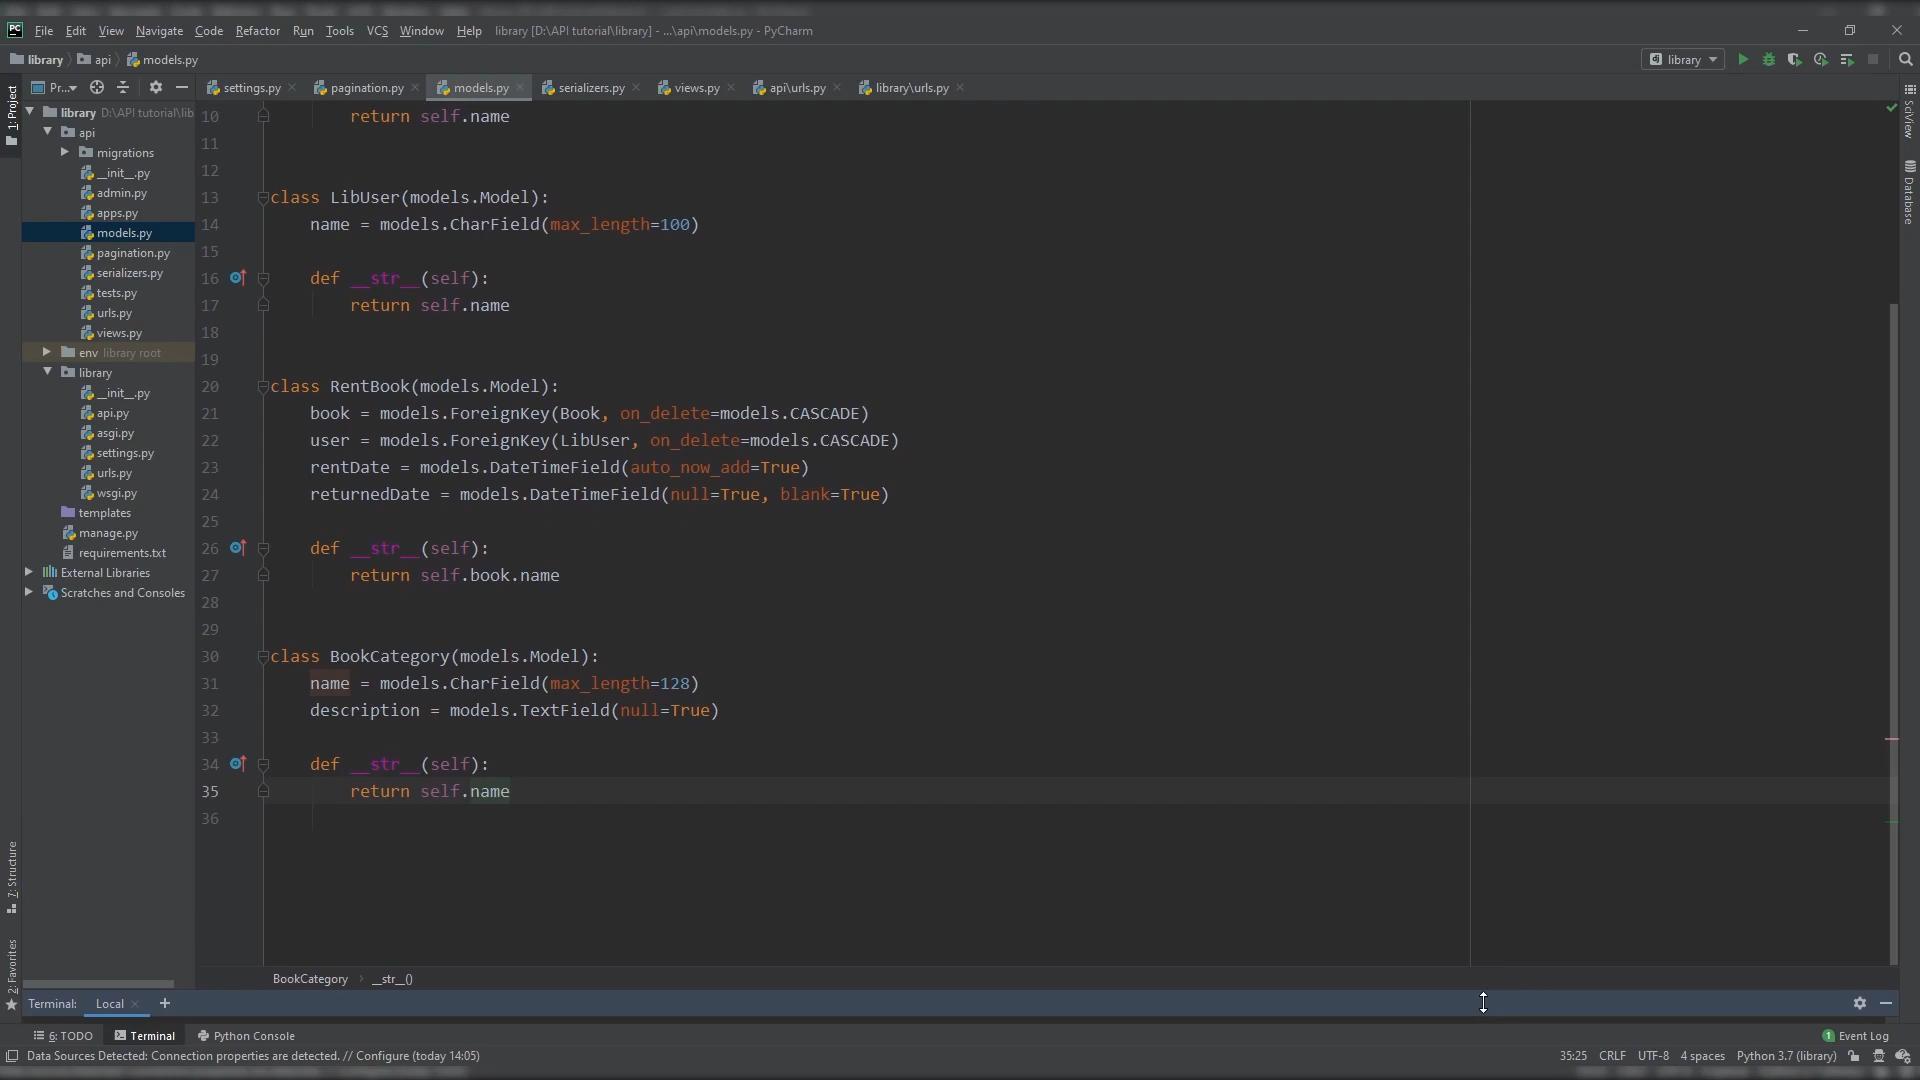 File Edit View Navigate Code Refactor Run Tools VCS Window Help library [D:\API tutorial\library] - ...\api\models.py - PyCharm
library api models.py
library
1: Project
Pr...
settings.py
pagination.py
models.py
serializers.py
views.py
api\urls.py
library\urls.py
library D:\API tutorial\lib
api
migrations
__init__.py
admin.py
apps.py
models.py
pagination.py
serializers.py
tests.py
urls.py
views.py
env library root
library
__init__.py
api.py
asgi.py
settings.py
urls.py
wsgi.py
templates
manage.py
requirements.txt
External Libraries
Scratches and Consoles
10 return self.name
11
12
13 class LibUser(models.Model):
14 name = models.CharField(max_length=100)
15
16 def __str__(self):
17 return self.name
18
19
20 class RentBook(models.Model):
21 book = models.ForeignKey(Book, on_delete=models.CASCADE)
22 user = models.ForeignKey(LibUser, on_delete=models.CASCADE)
23 rentDate = models.DateTimeField(auto_now_add=True)
24 returnedDate = models.DateTimeField(null=True, blank=True)
25
26 def __str__(self):
27 return self.book.name
28
29
30 class BookCategory(models.Model):
31 name = models.CharField(max_length=128)
32 description = models.TextField(null=True)
33
34 def __str__(self):
35 return self.name
36
SciView
Database
7: Structure
2: Favorites
BookCategory __str__()
Terminal: Local
6: TODO Terminal Python Console
1 Event Log
Data Sources Detected: Connection properties are detected. // Configure (today 14:05)
35:25 CRLF UTF-8 4 spaces Python 3.7 (library)